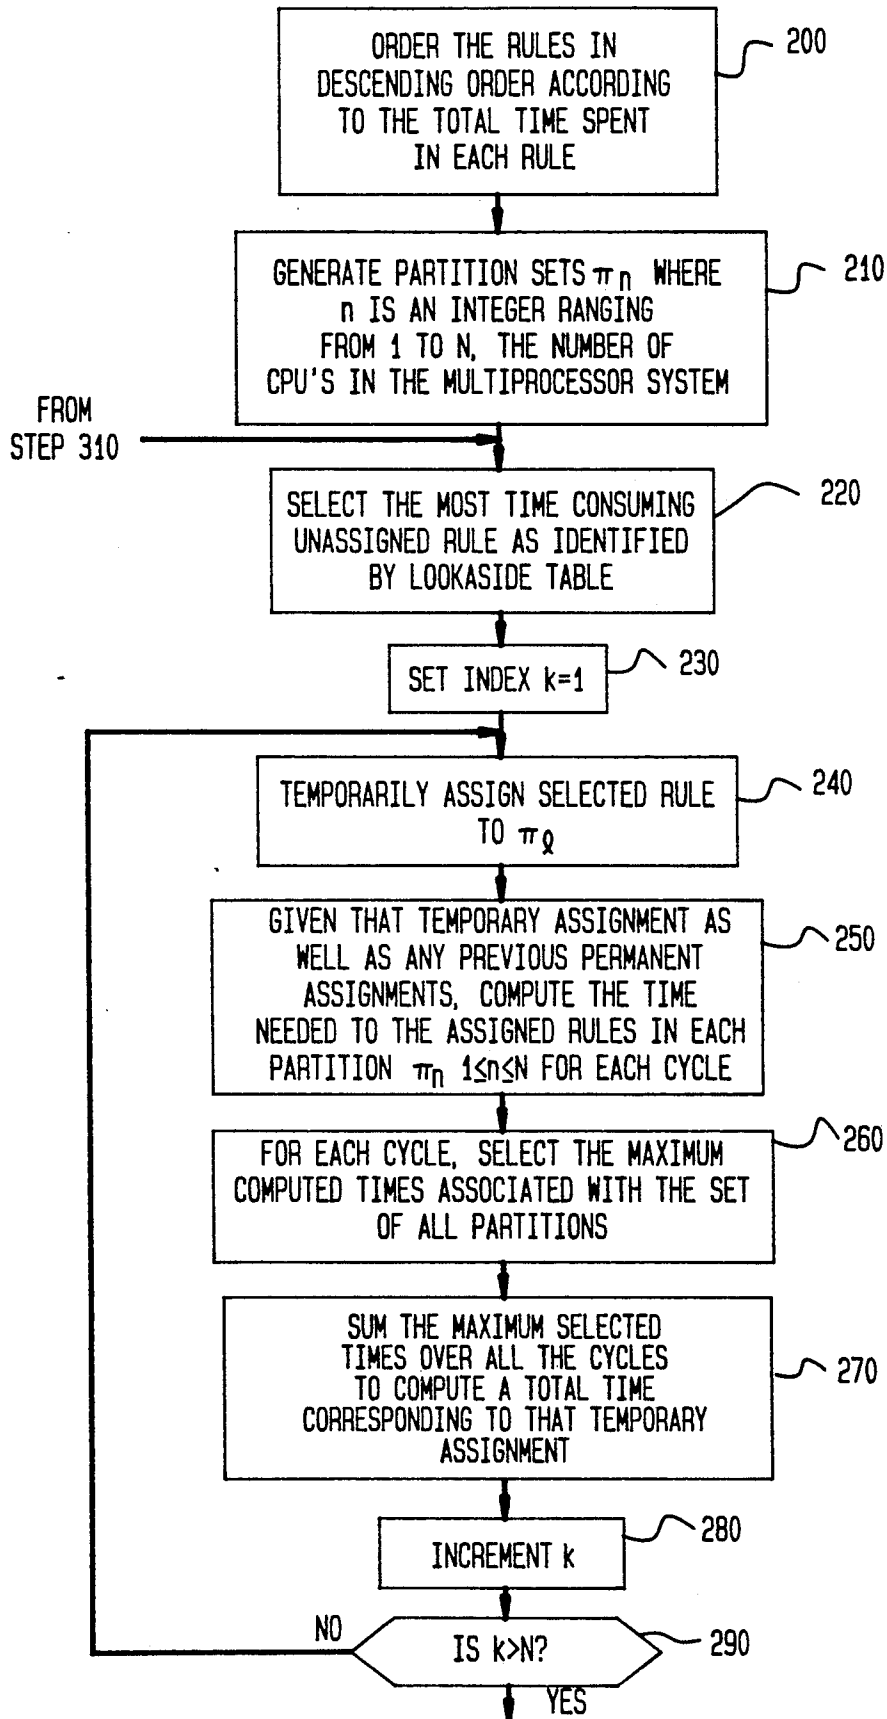 ORDER THE RULES IN
DESCENDING ORDER ACCORDING
TO THE TOTAL TIME SPENT
IN EACH RULE
200
GENERATE PARTITION SETS πn WHERE
n IS AN INTEGER RANGING
FROM 1 TO N, THE NUMBER OF
CPU'S IN THE MULTIPROCESSOR SYSTEM
210
FROM
STEP 310
SELECT THE MOST TIME CONSUMING
UNASSIGNED RULE AS IDENTIFIED
BY LOOKASIDE TABLE
220
SET INDEX k=1
230
TEMPORARILY ASSIGN SELECTED RULE
TO πℓ
240
GIVEN THAT TEMPORARY ASSIGNMENT AS
WELL AS ANY PREVIOUS PERMANENT
ASSIGNMENTS, COMPUTE THE TIME
NEEDED TO THE ASSIGNED RULES IN EACH
PARTITION πn 1≤n≤N FOR EACH CYCLE
250
FOR EACH CYCLE, SELECT THE MAXIMUM
COMPUTED TIMES ASSOCIATED WITH THE SET
OF ALL PARTITIONS
260
SUM THE MAXIMUM SELECTED
TIMES OVER ALL THE CYCLES
TO COMPUTE A TOTAL TIME
CORRESPONDING TO THAT TEMPORARY
ASSIGNMENT
270
INCREMENT k
280
NO
IS k>N?
290
YES